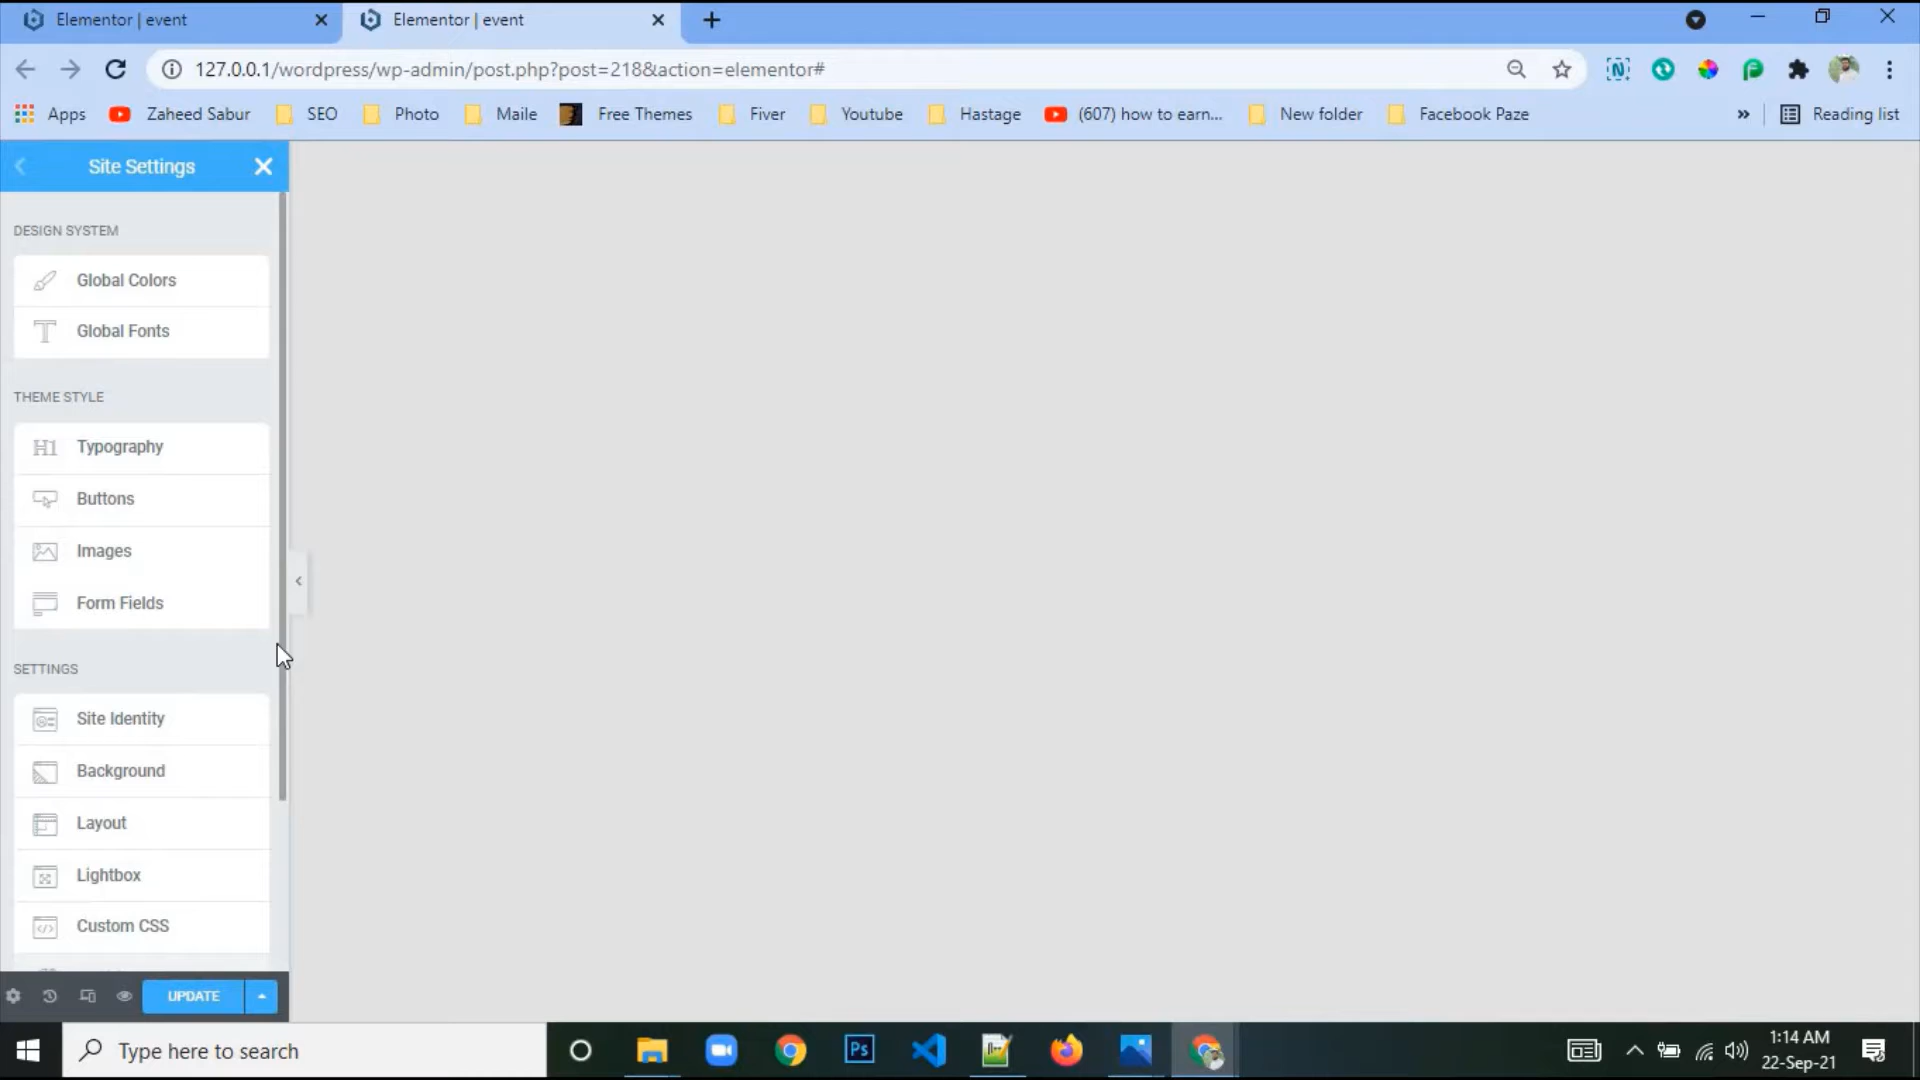 Elementor | event
Elementor | event
127.0.0.1/wordpress/wp-admin/post.php?post=218&action=elementor#
Apps
Zaheed Sabur
SEO
Photo
Maile
Free Themes
Fiver
Youtube
Hastage
(607) how to earn...
New folder
Facebook Paze
»
Reading list
Site Settings
DESIGN SYSTEM
Global Colors
Global Fonts
THEME STYLE
H1 Typography
Buttons
Images
Form Fields
SETTINGS
Site Identity
Background
Layout
Lightbox
Custom CSS
UPDATE
Type here to search
Ps
1:14 AM
22-Sep-21